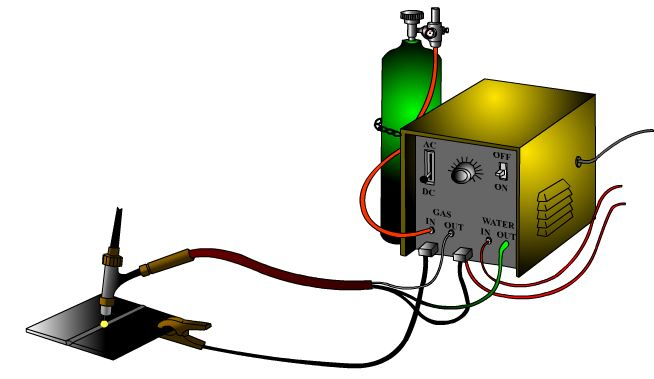 AC
OFF
DC
ON
GAS
IN OUT
WATER
IN OUT